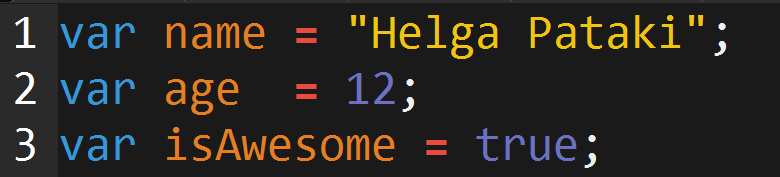 1 var name = "Helga Pataki";
2 var age  = 12;
3 var isAwesome = true;